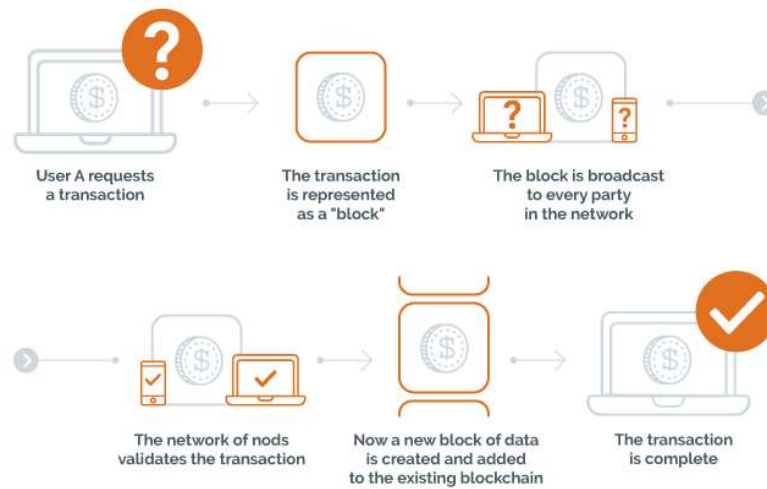 User A requests
a transaction
The transaction
is represented
as a "block"
The block is broadcast
to every party
in the network
The network of nods
validates the transaction
Now a new block of data
is created and added
to the existing blockchain
The transaction
is complete